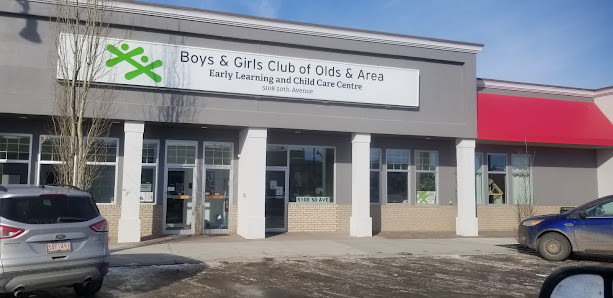 Boys & Girls Club of Olds & Area
Early Learning and Child Care Centre
5108 50th Avenue
5108 50 AVE